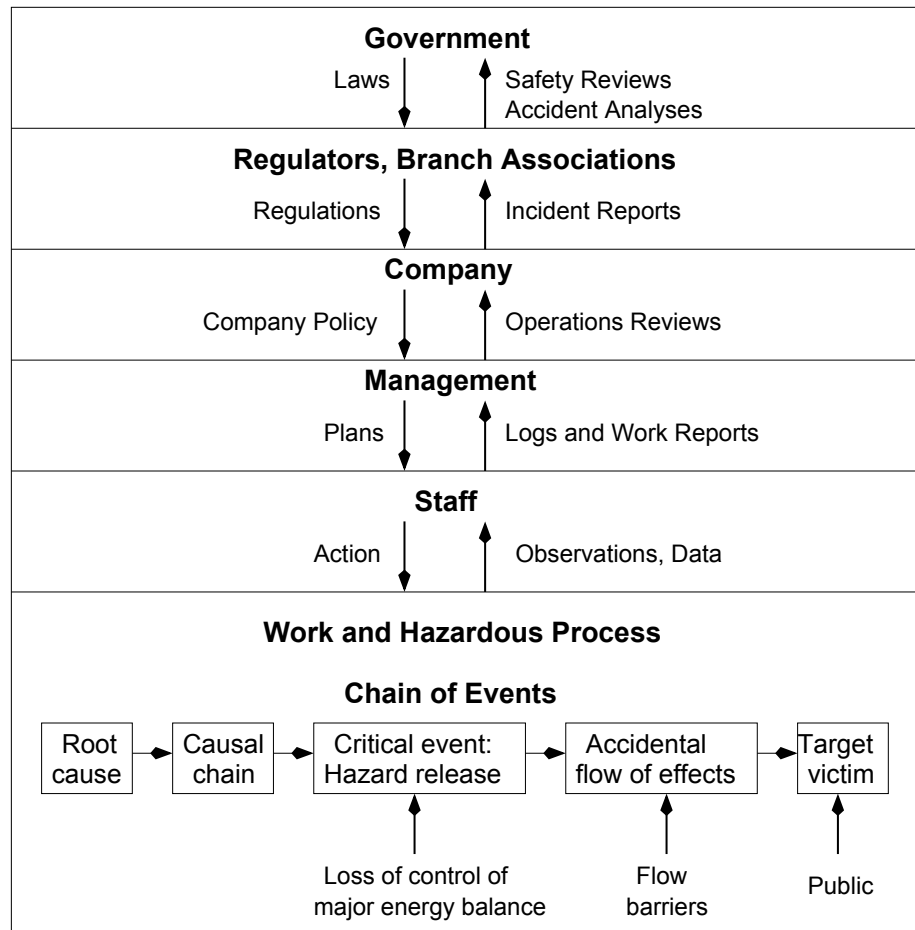 Government
Laws
Safety Reviews
Accident Analyses
Regulators, Branch Associations
Regulations
Incident Reports
Company
Company Policy
Operations Reviews
Management
Plans
Logs and Work Reports
Staff
Action
Observations, Data
Work and Hazardous Process
Chain of Events
Root
cause
Causal
chain
Critical event:
Hazard release
Accidental
flow of effects
Target
victim
Loss of control of
major energy balance
Flow
barriers
Public